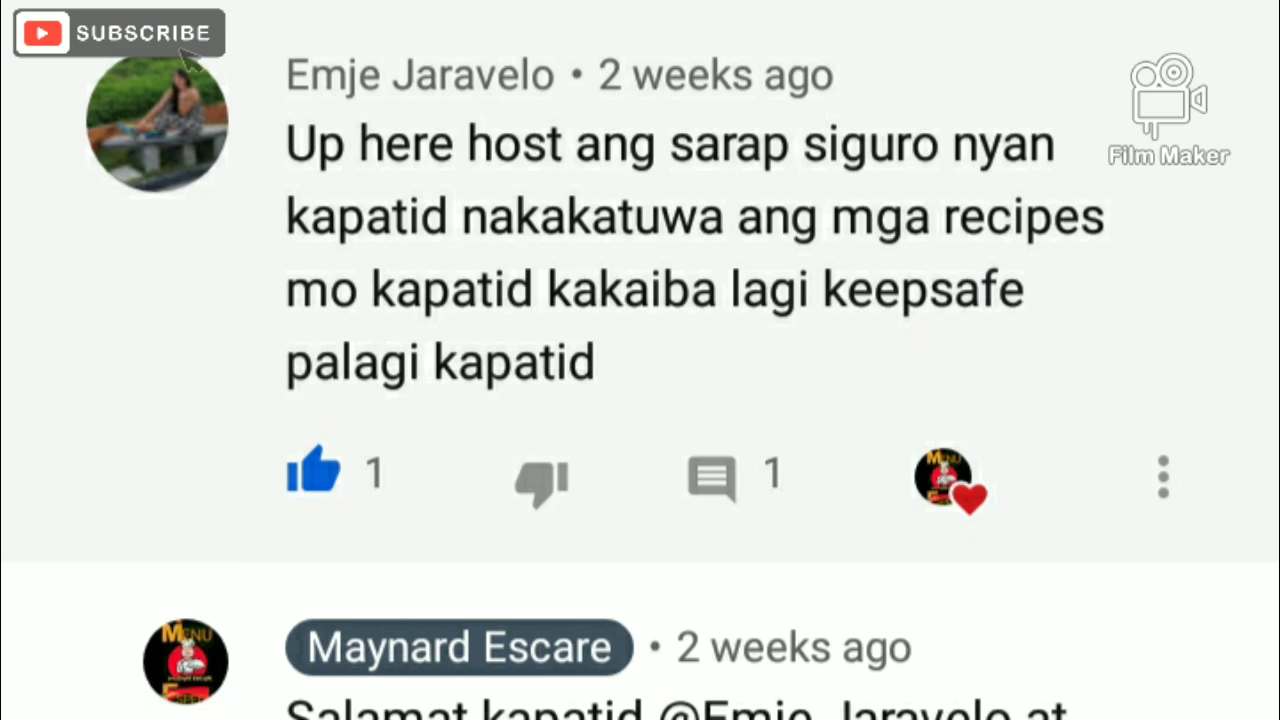 SUBSCRIBE
Emje Jaravelo • 2 weeks ago
Film Maker
Up here host ang sarap siguro nyan
kapatid nakakatuwa ang mga recipes
mo kapatid kakaiba lagi keepsafe
palagi kapatid
1
1
MENU
Maynard Escare • 2 weeks ago
MENU
Salamat kapatid @Emje Jaravelo at